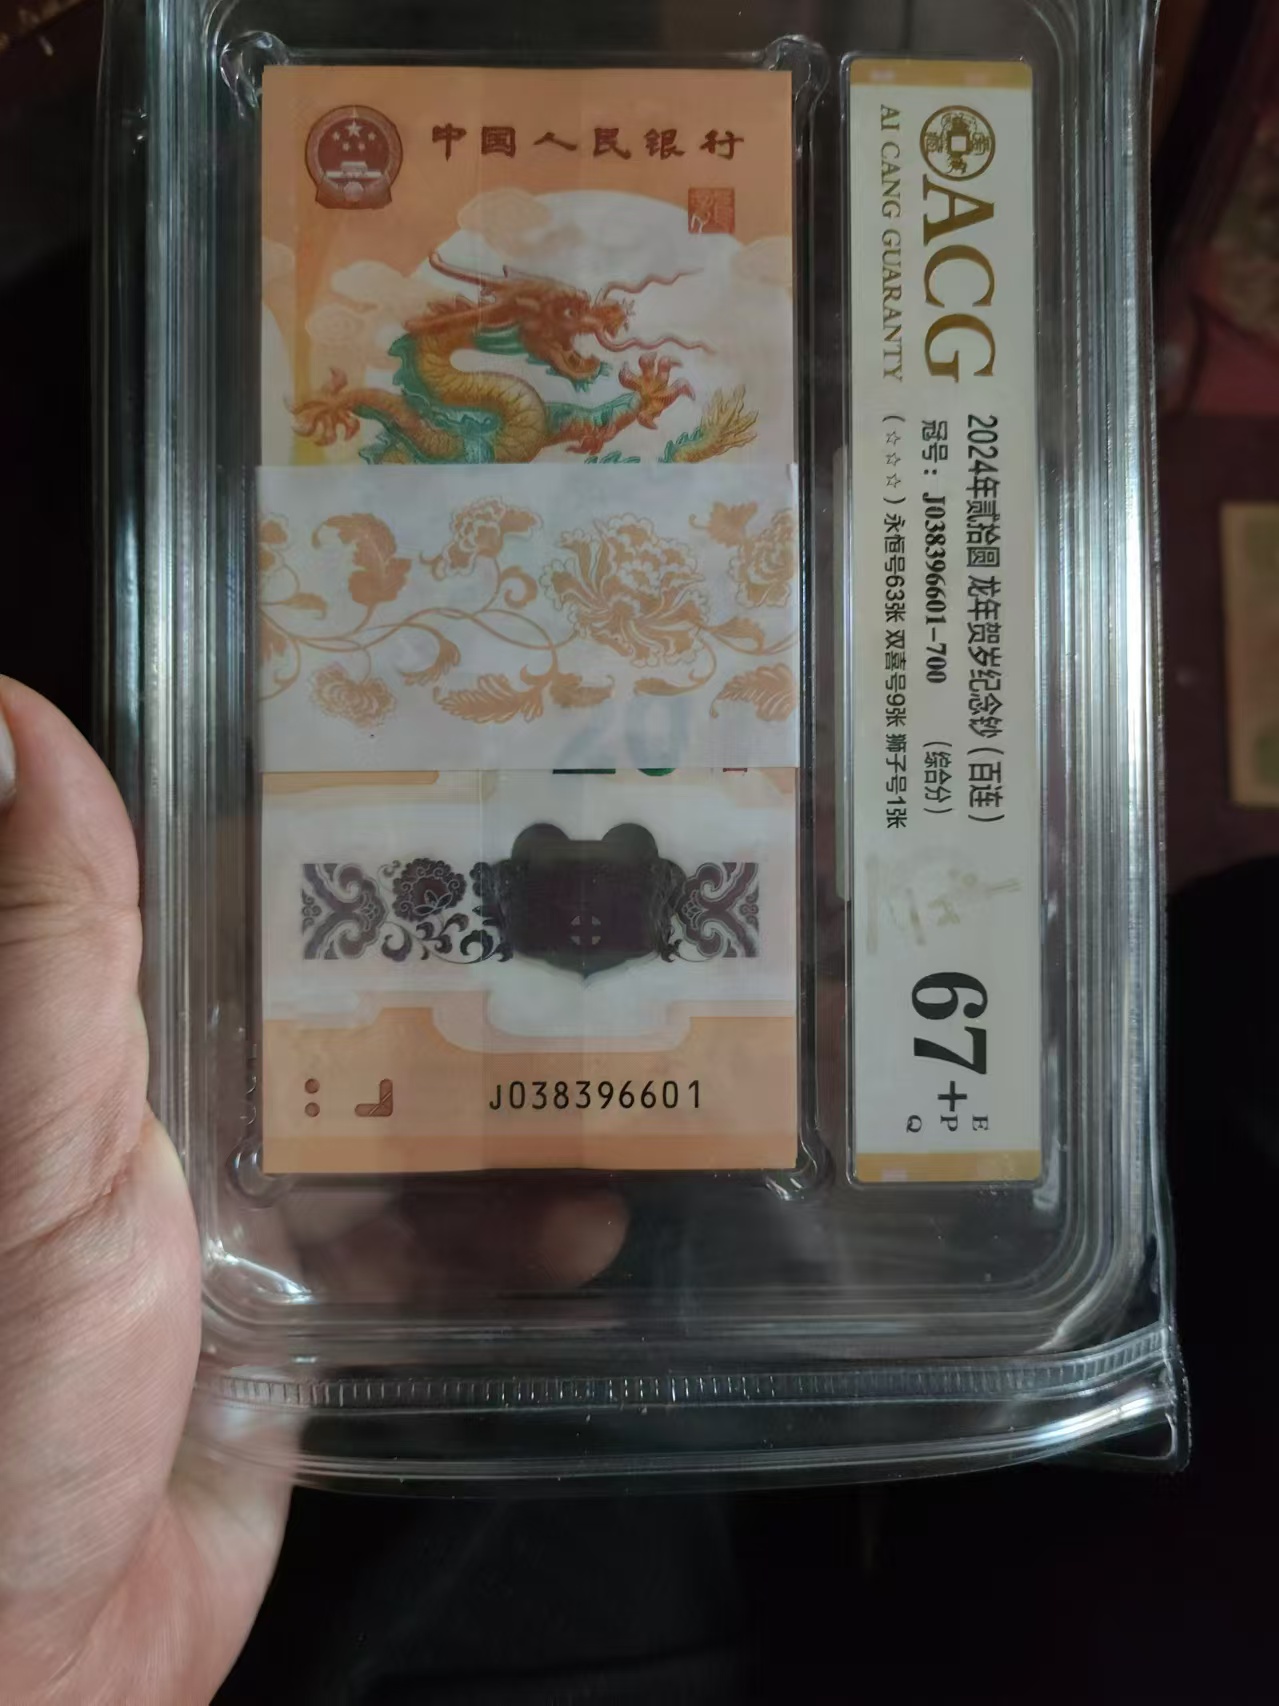 中国人民银行
20
J038396601
ACG
AI CANG GUARANTY
2024年贰拾圆 龙年贺岁纪念钞（百连）
冠号：J038396601-700 （综合分）
（☆☆☆）永恒号63张 双喜号9张 狮子号1张
67+
E
P
Q